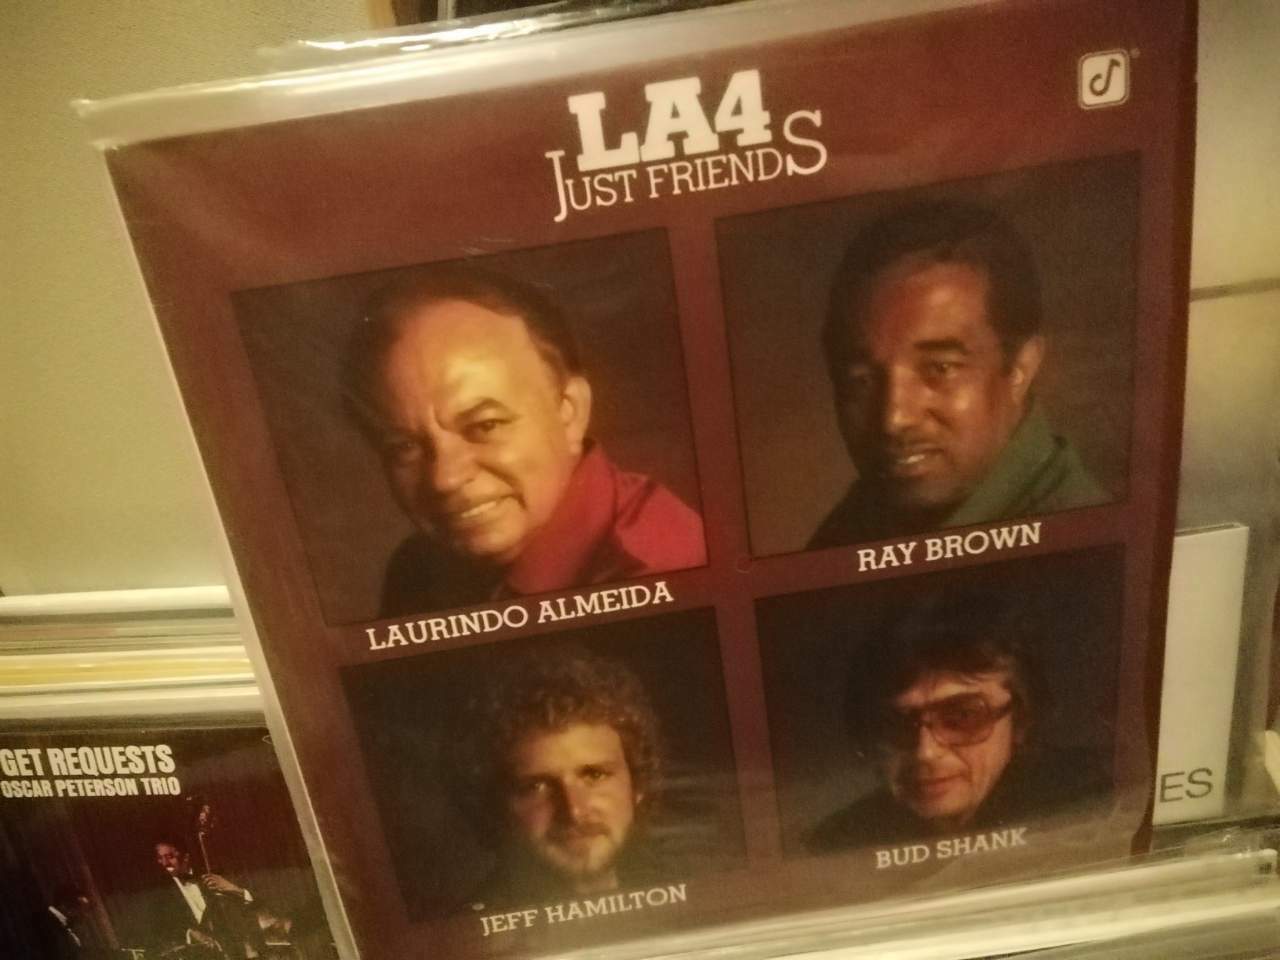 LA4
JUST FRIENDS
LAURINDO ALMEIDA
RAY BROWN
JEFF HAMILTON
BUD SHANK
GET REQUESTS
OSCAR PETERSON TRIO
ES